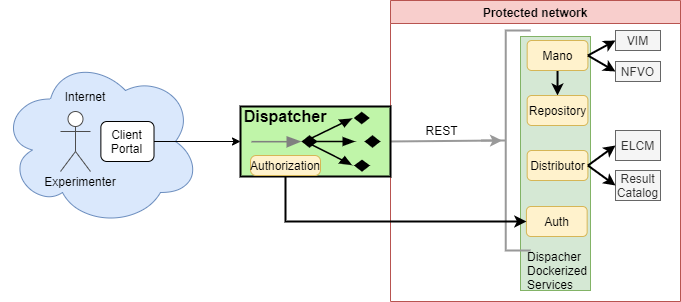 Protected network
Internet
Client
Portal
Experimenter
Dispatcher
Authorization
REST
Mano
Repository
Distributor
Auth
Dispacher
Dockerized
Services
VIM
NFVO
ELCM
Result
Catalog